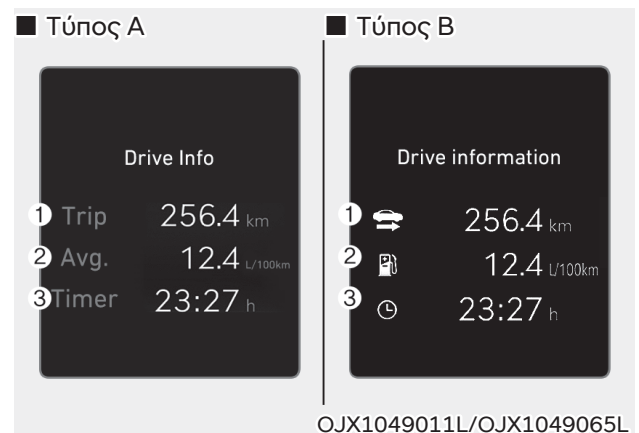 ■ Τύπος A
Drive Info
1 Trip 256.4 km
2 Avg. 12.4 L/100km
3 Timer 23:27 h
■ Τύπος B
Drive information
1 256.4 km
2 12.4 L/100km
3 23:27 h
OJX1049011L/OJX1049065L